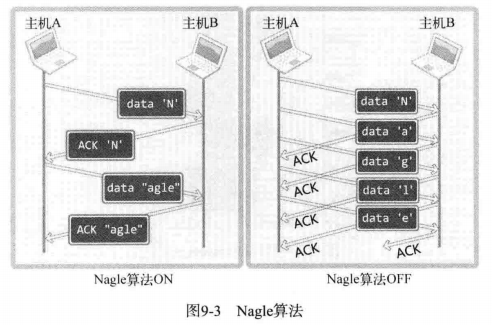 主机A
主机B
data 'N'
ACK 'N'
data "agle"
ACK "agle"
Nagle算法ON
主机A
主机B
data 'N'
data 'a'
ACK
data 'g'
ACK
data 'l'
ACK
data 'e'
ACK
ACK
Nagle算法OFF
图9-3 Nagle算法